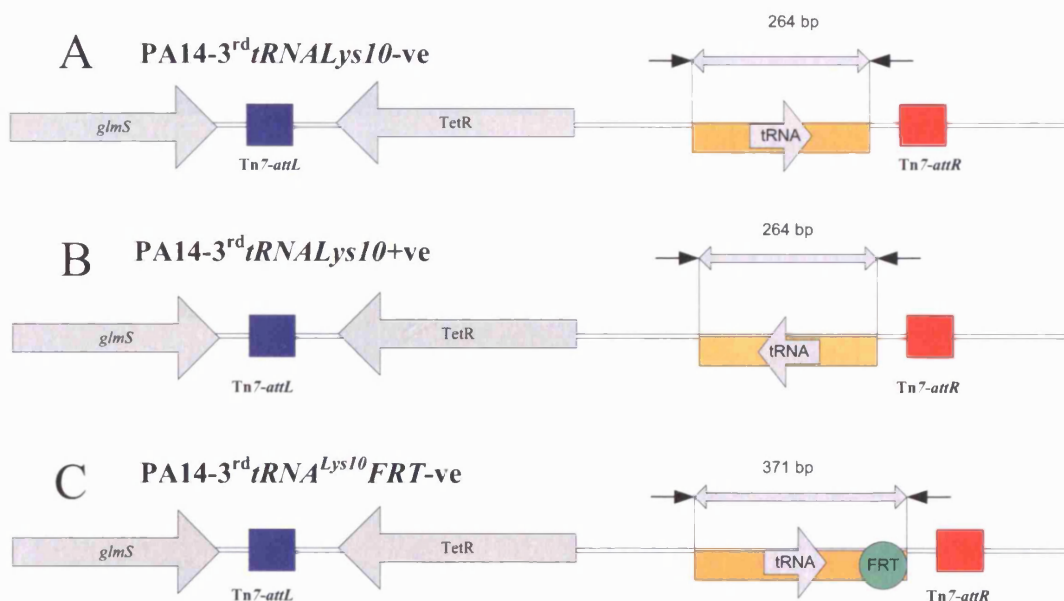 264 bp
A PA14-3rdtRNALys10-ve
glmS TetR tRNA
Tn7-attL Tn7-attR
264 bp
B PA14-3rdtRNALys10+ve
glmS TetR tRNA
Tn7-attL Tn7-attR
371 bp
C PA14-3rdtRNALys10FRT-ve
glmS TetR tRNA FRT
Tn7-attL Tn7-attR